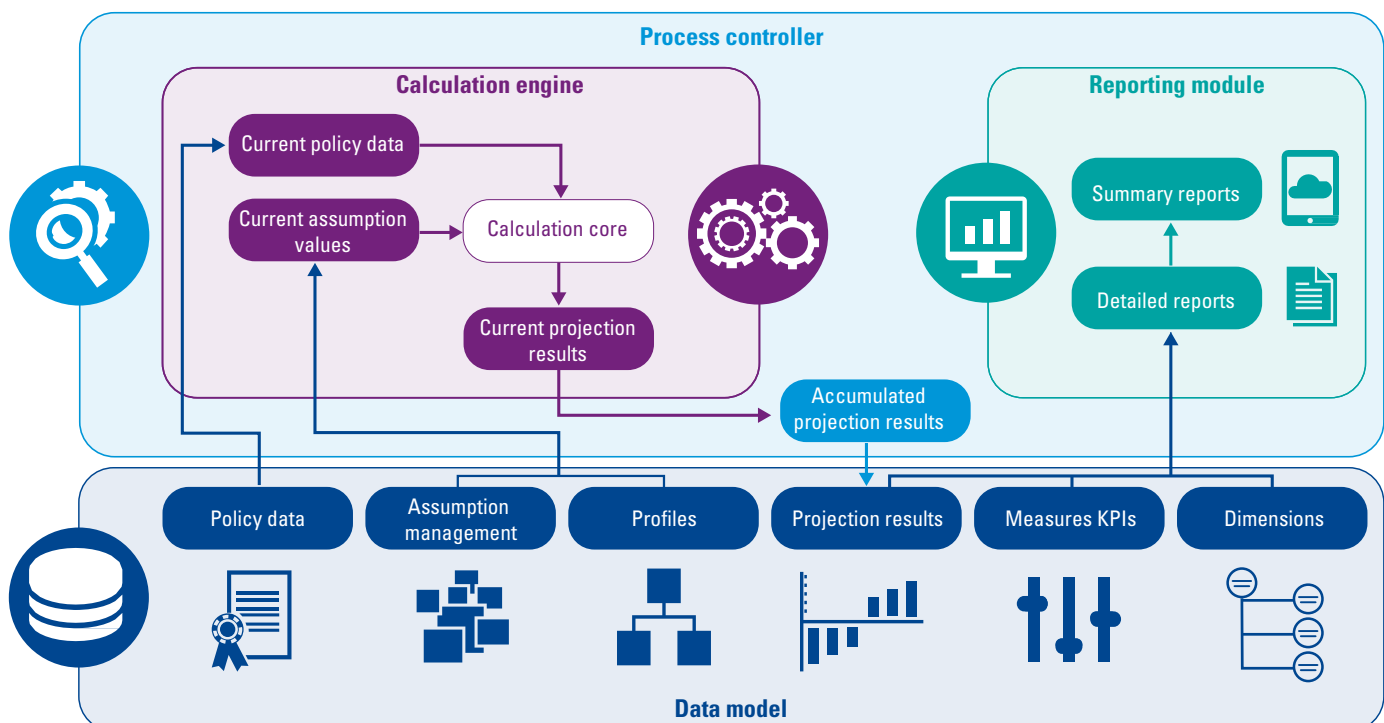 Process controller
Calculation engine
Reporting module
Current policy data
Current assumption
values
Calculation core
Current projection
results
Summary reports
Detailed reports
Accumulated
projection results
Policy data
Assumption
management
Profiles
Projection results
Measures KPIs
Dimensions
Data model